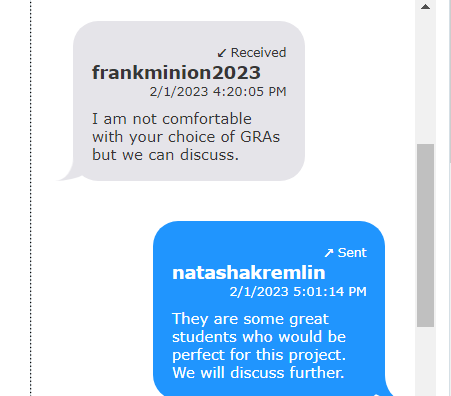 ↙ Received
frankminion2023
2/1/2023 4:20:05 PM
I am not comfortable
with your choice of GRAs
but we can discuss.
↗ Sent
natashakremlin
2/1/2023 5:01:14 PM
They are some great
students who would be
perfect for this project.
We will discuss further.